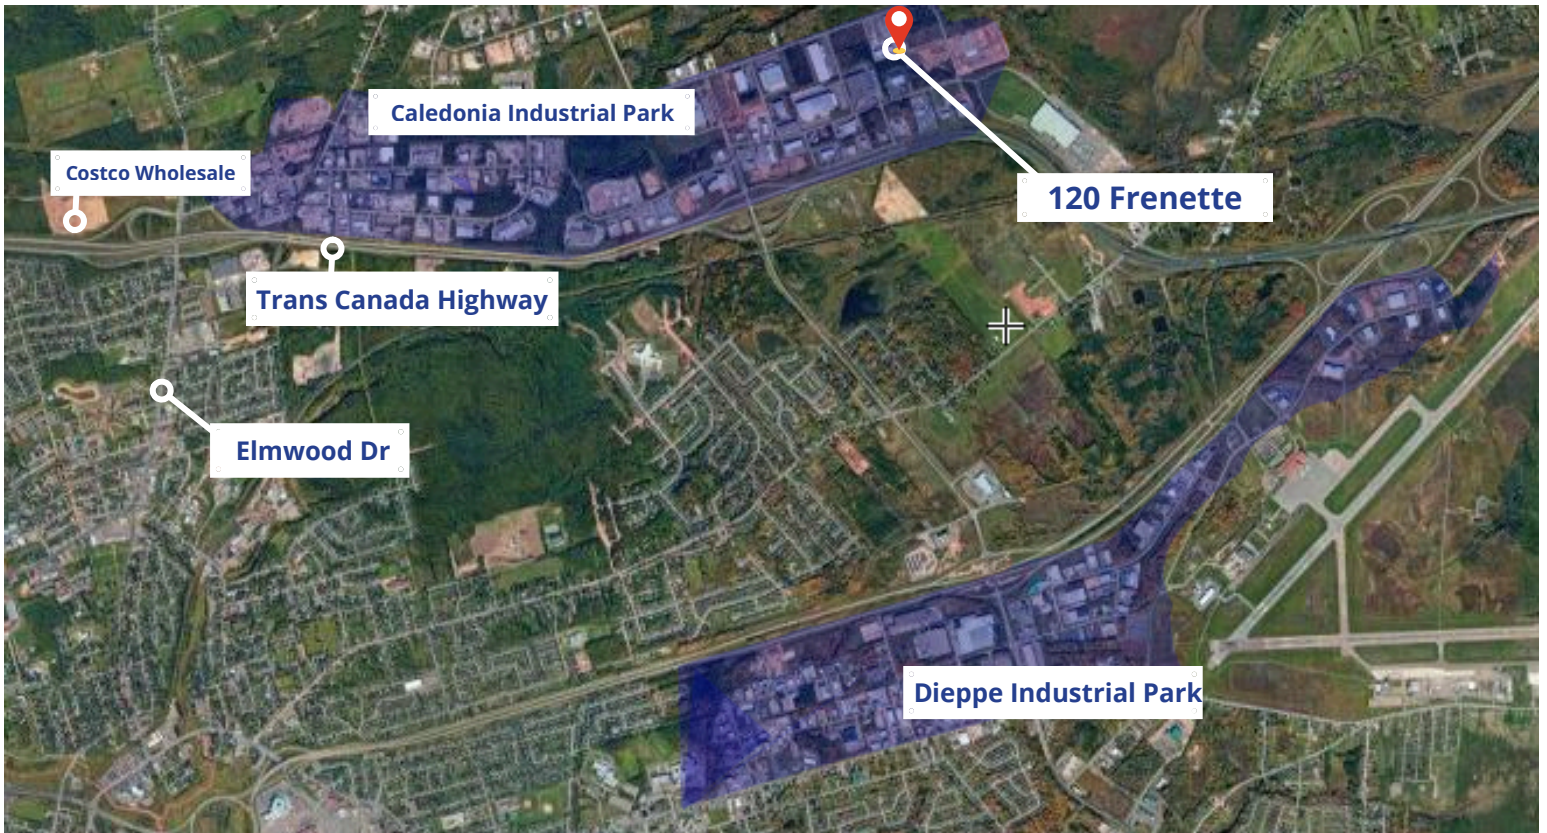 Caledonia Industrial Park
Costco Wholesale
120 Frenette
Trans Canada Highway
Elmwood Dr
Dieppe Industrial Park